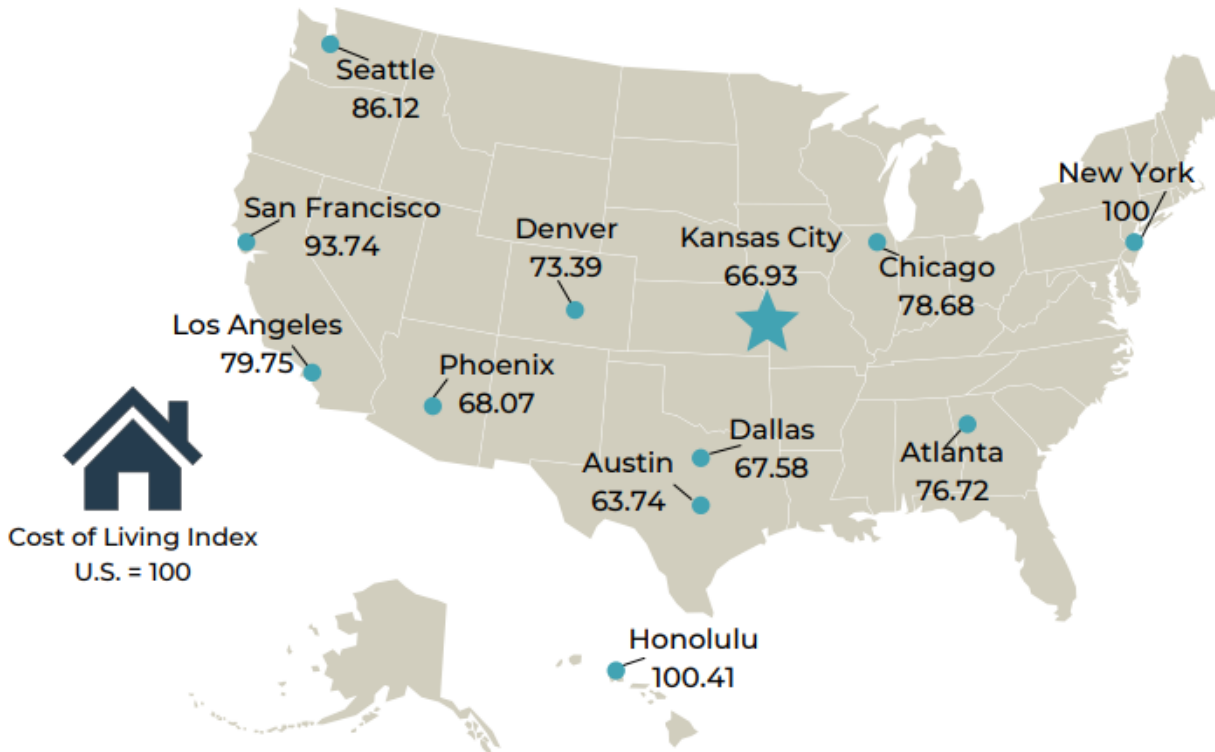 Seattle
86.12
New York
100
San Francisco
93.74
Denver
73.39
Kansas City
66.93
Chicago
78.68
Los Angeles
79.75
Phoenix
68.07
Dallas
67.58
Austin
63.74
Atlanta
76.72
Cost of Living Index
U.S. = 100
Honolulu
100.41